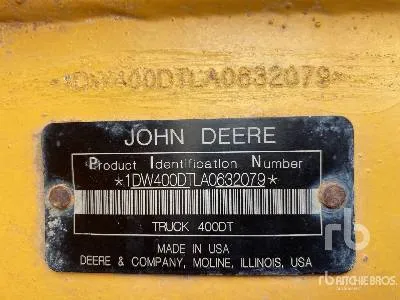 *1DW400DTLA0632079*
JOHN DEERE
Product Identification Number
*1DW400DTLA0632079*
TRUCK 400DT
MADE IN USA
DEERE & COMPANY, MOLINE, ILLINOIS, USA
rb
RITCHIE BROS.